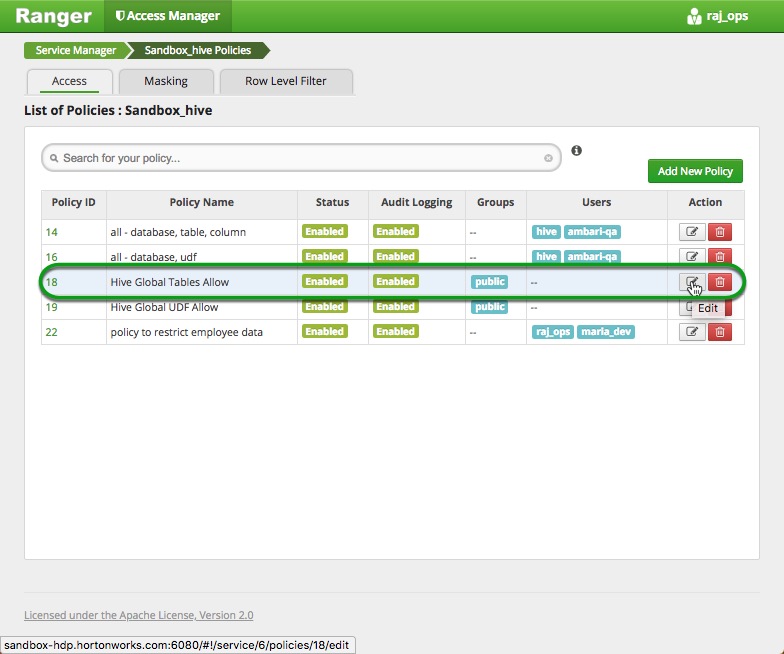 Ranger Access Manager raj_ops
Service Manager Sandbox_hive Policies
Access Masking Row Level Filter
List of Policies : Sandbox_hive
Search for your policy...
Add New Policy
Policy ID Policy Name Status Audit Logging Groups Users Action
14 all - database, table, column Enabled Enabled -- hive ambari-qa
16 all - database, udf Enabled Enabled -- hive ambari-qa
18 Hive Global Tables Allow Enabled Enabled public --
19 Hive Global UDF Allow Enabled Enabled public --
Edit
22 policy to restrict employee data Enabled Enabled -- raj_ops maria_dev
Licensed under the Apache License, Version 2.0
sandbox-hdp.hortonworks.com:6080/#!/service/6/policies/18/edit